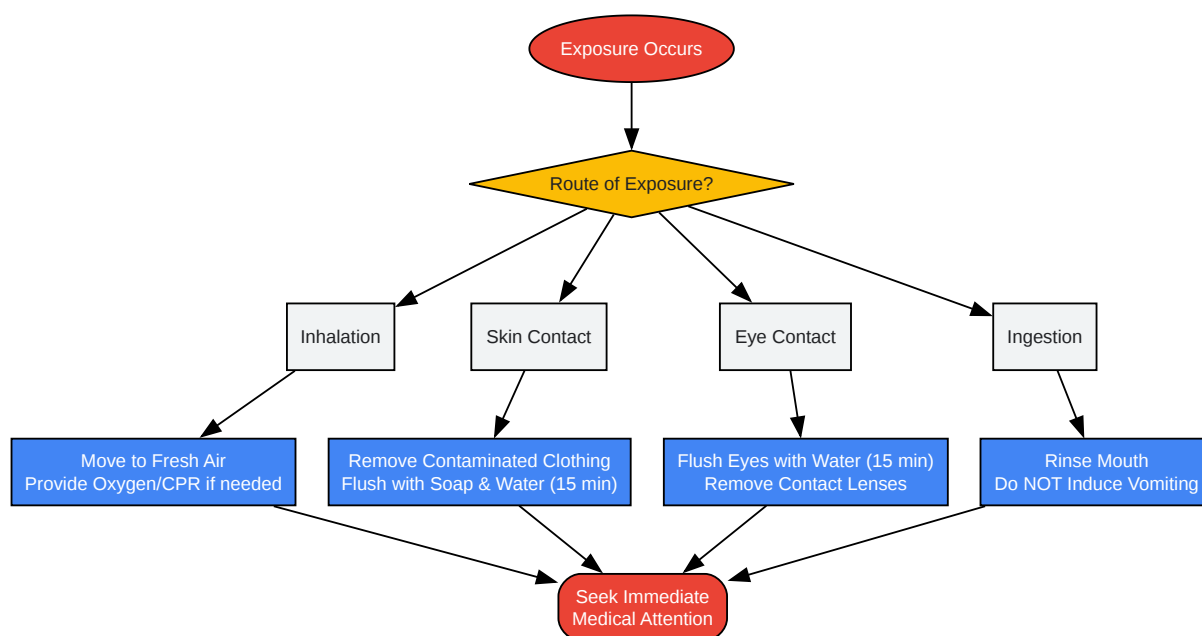 Exposure Occurs
Route of Exposure?
Inhalation
Skin Contact
Eye Contact
Ingestion
Move to Fresh Air
Provide Oxygen/CPR if needed
Remove Contaminated Clothing
Flush with Soap & Water (15 min)
Flush Eyes with Water (15 min)
Remove Contact Lenses
Rinse Mouth
Do NOT Induce Vomiting
Seek Immediate
Medical Attention